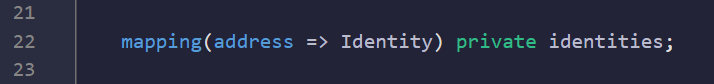 21
22 mapping(address => Identity) private identities;
23